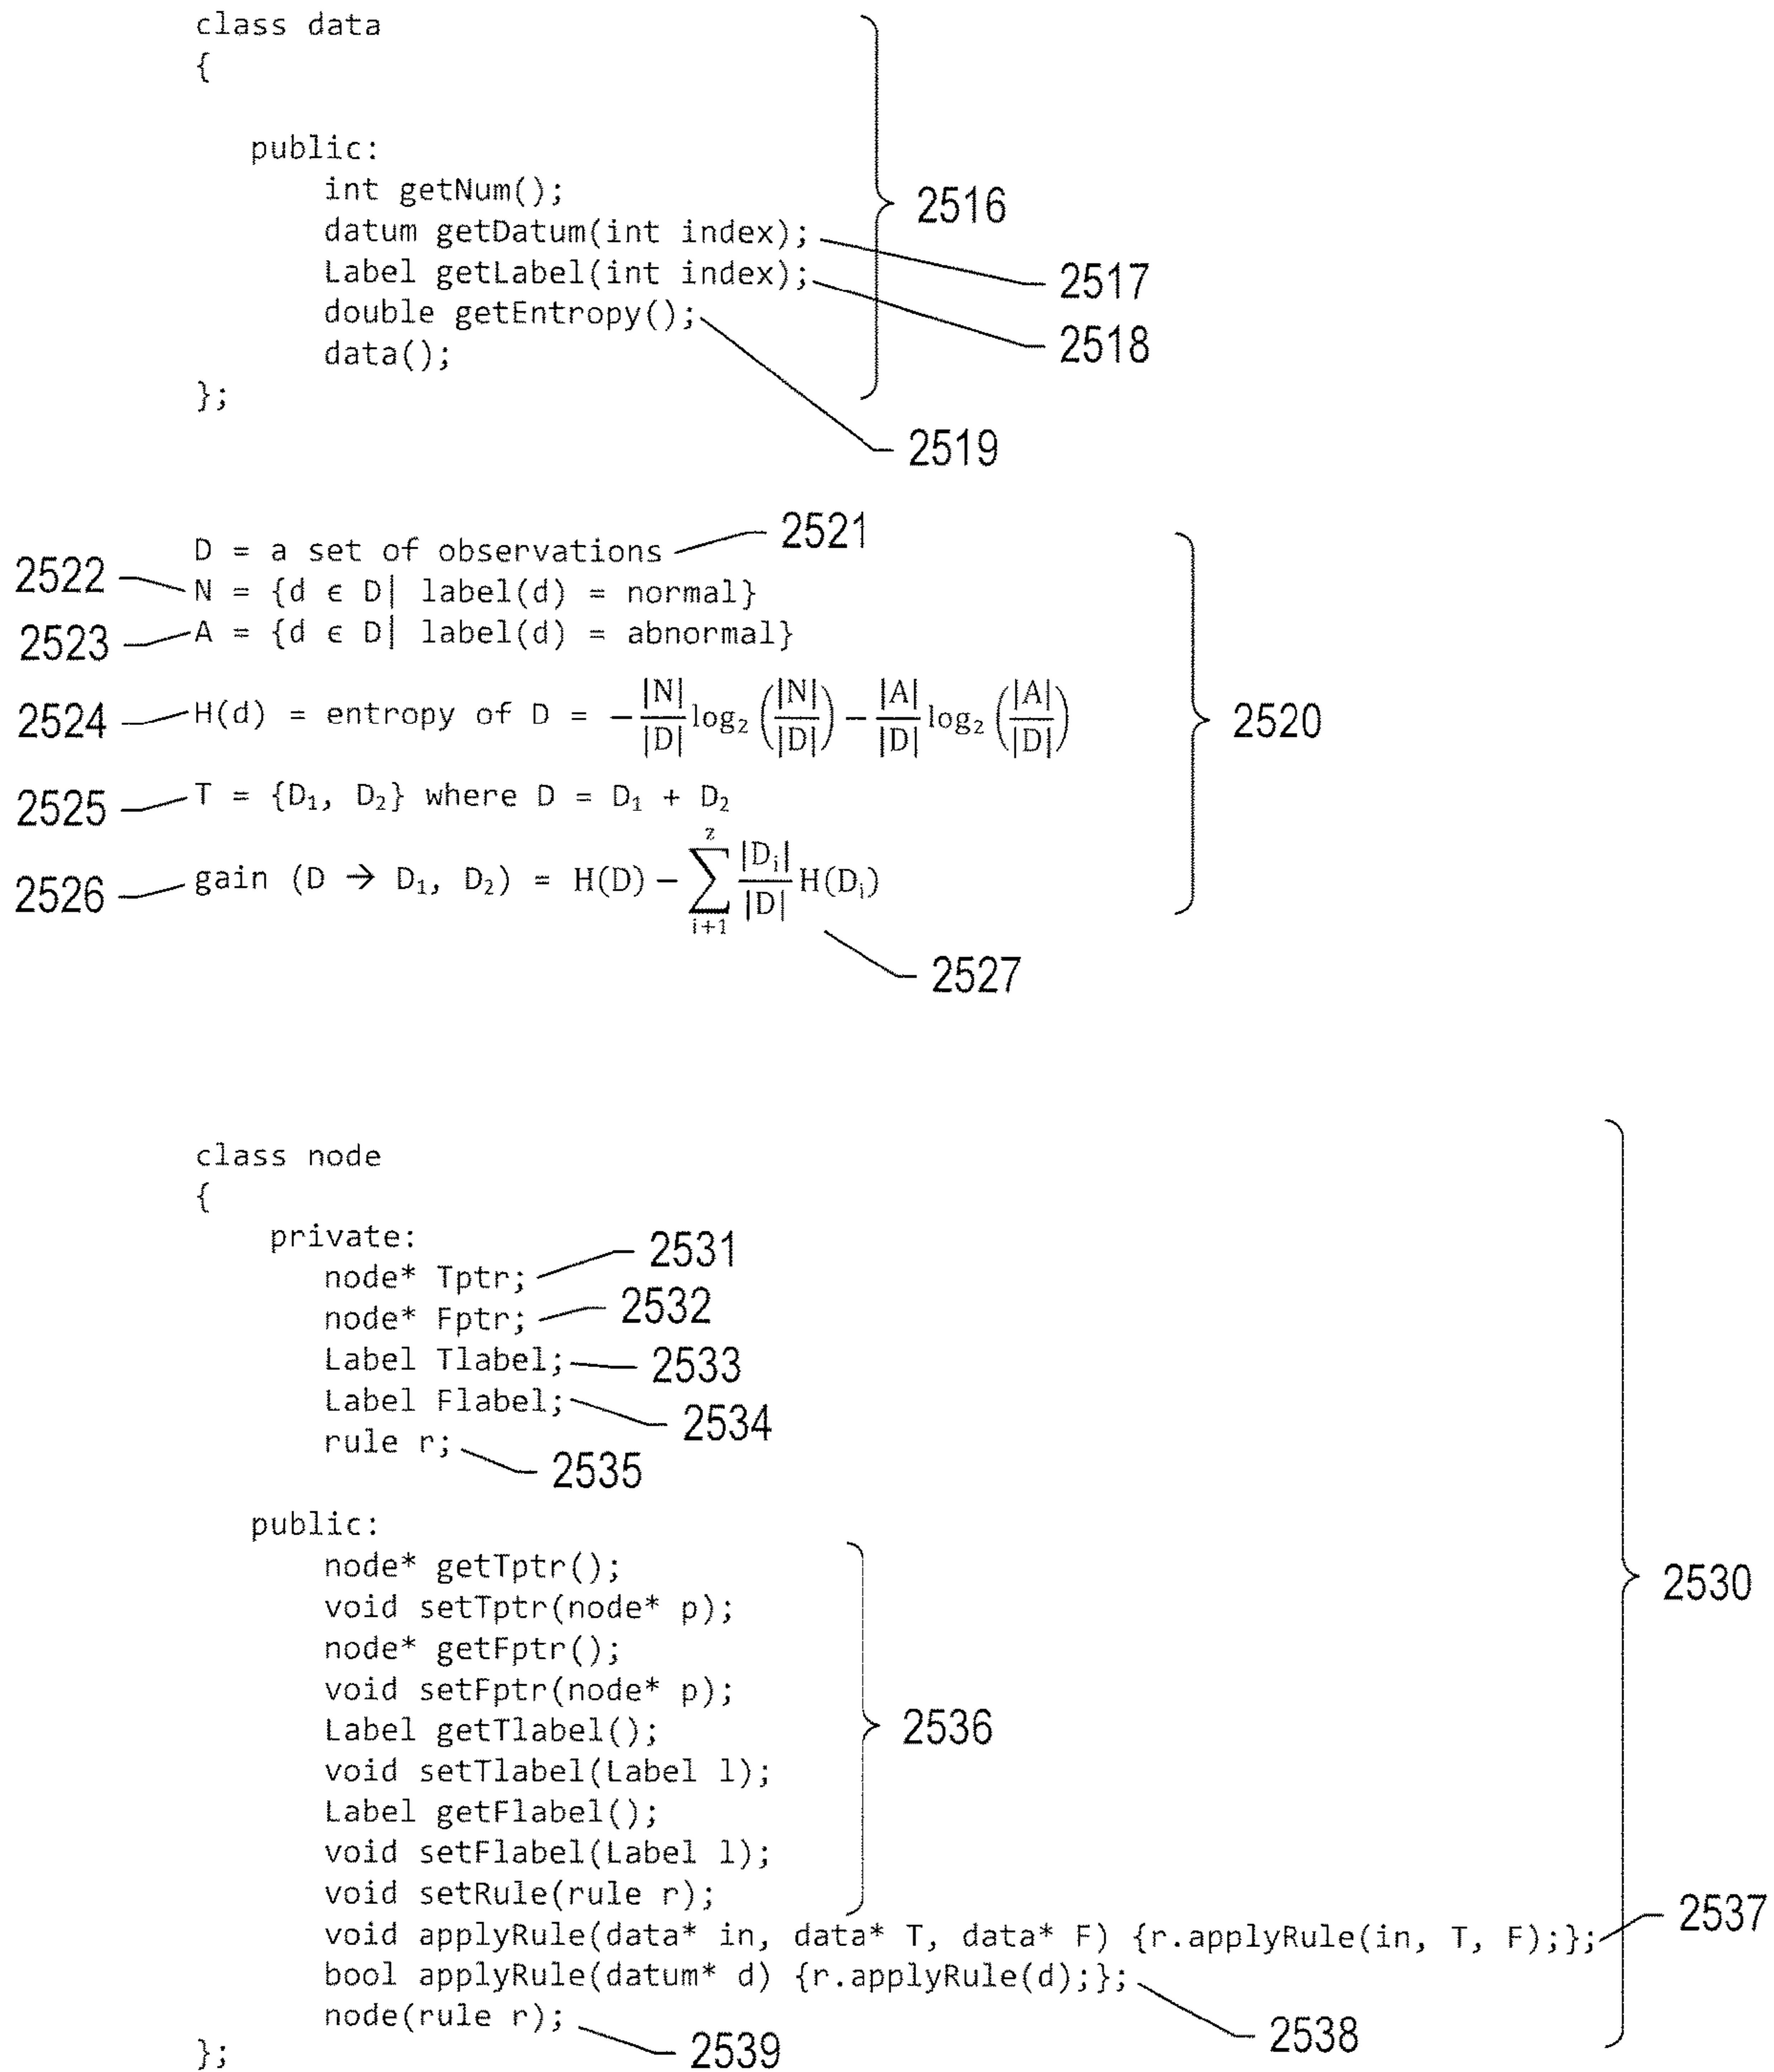 class data
{
public:
int getNum();
datum getDatum(int index);
Label getLabel(int index);
double getEntropy();
data();
};
2516
2517
2518
2519
D = a set of observations
2521
2522
N = {d ϵ D| label(d) = normal}
2523
A = {d ϵ D| label(d) = abnormal}
2524
H(d) = entropy of D = −|N|/|D| log₂(|N|/|D|) − |A|/|D| log₂(|A|/|D|)
2520
2525
T = {D₁, D₂} where D = D₁ + D₂
2526
gain (D → D₁, D₂) = H(D) − ∑_{i+1}^{z} |Dᵢ|/|D| H(Dᵢ)
2527
class node
{
private:
node* Tptr;
2531
node* Fptr;
2532
Label Tlabel;
2533
Label Flabel;
2534
rule r;
2535
public:
node* getTptr();
void setTptr(node* p);
node* getFptr();
void setFptr(node* p);
Label getTlabel();
void setTlabel(Label l);
Label getFlabel();
void setFlabel(Label l);
void setRule(rule r);
2536
2530
void applyRule(data* in, data* T, data* F) {r.applyRule(in, T, F);};
2537
bool applyRule(datum* d) {r.applyRule(d);};
2538
node(rule r);
2539
};